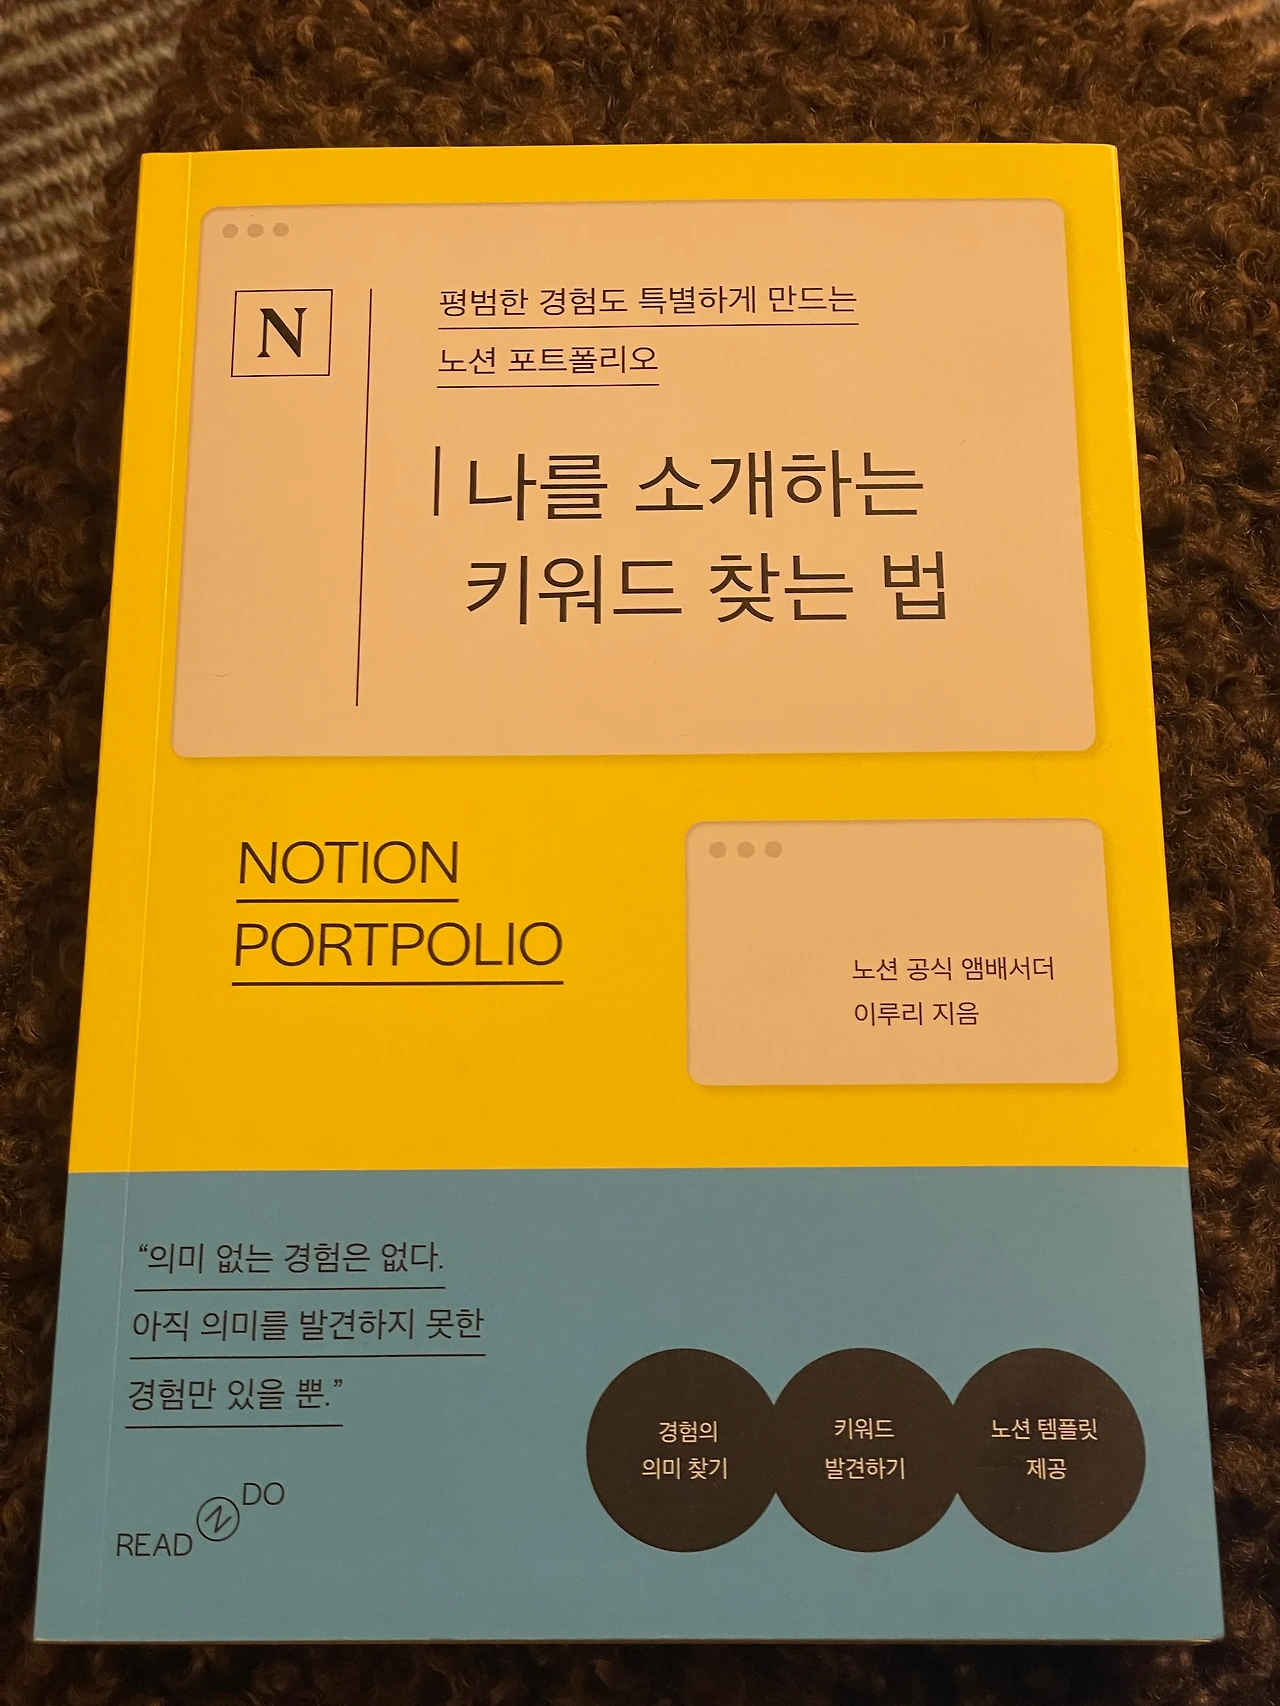 N
평범한 경험도 특별하게 만드는
노션 포트폴리오
나를 소개하는
키워드 찾는 법
NOTION
PORTPOLIO
노션 공식 앰배서더
이루리 지음
“의미 없는 경험은 없다.
아직 의미를 발견하지 못한
경험만 있을 뿐.”
경험의
의미 찾기
키워드
발견하기
노션 템플릿
제공
READ N DO